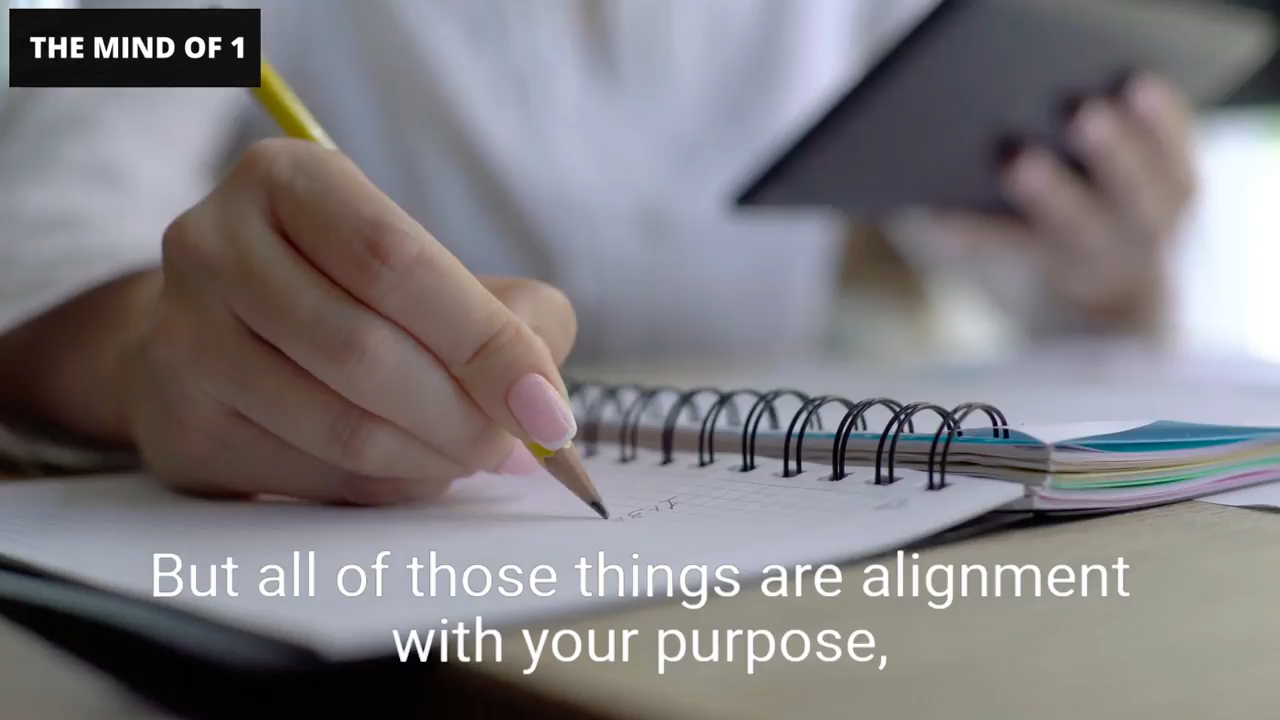 THE MIND OF 1
But all of those things are alignment
with your purpose,